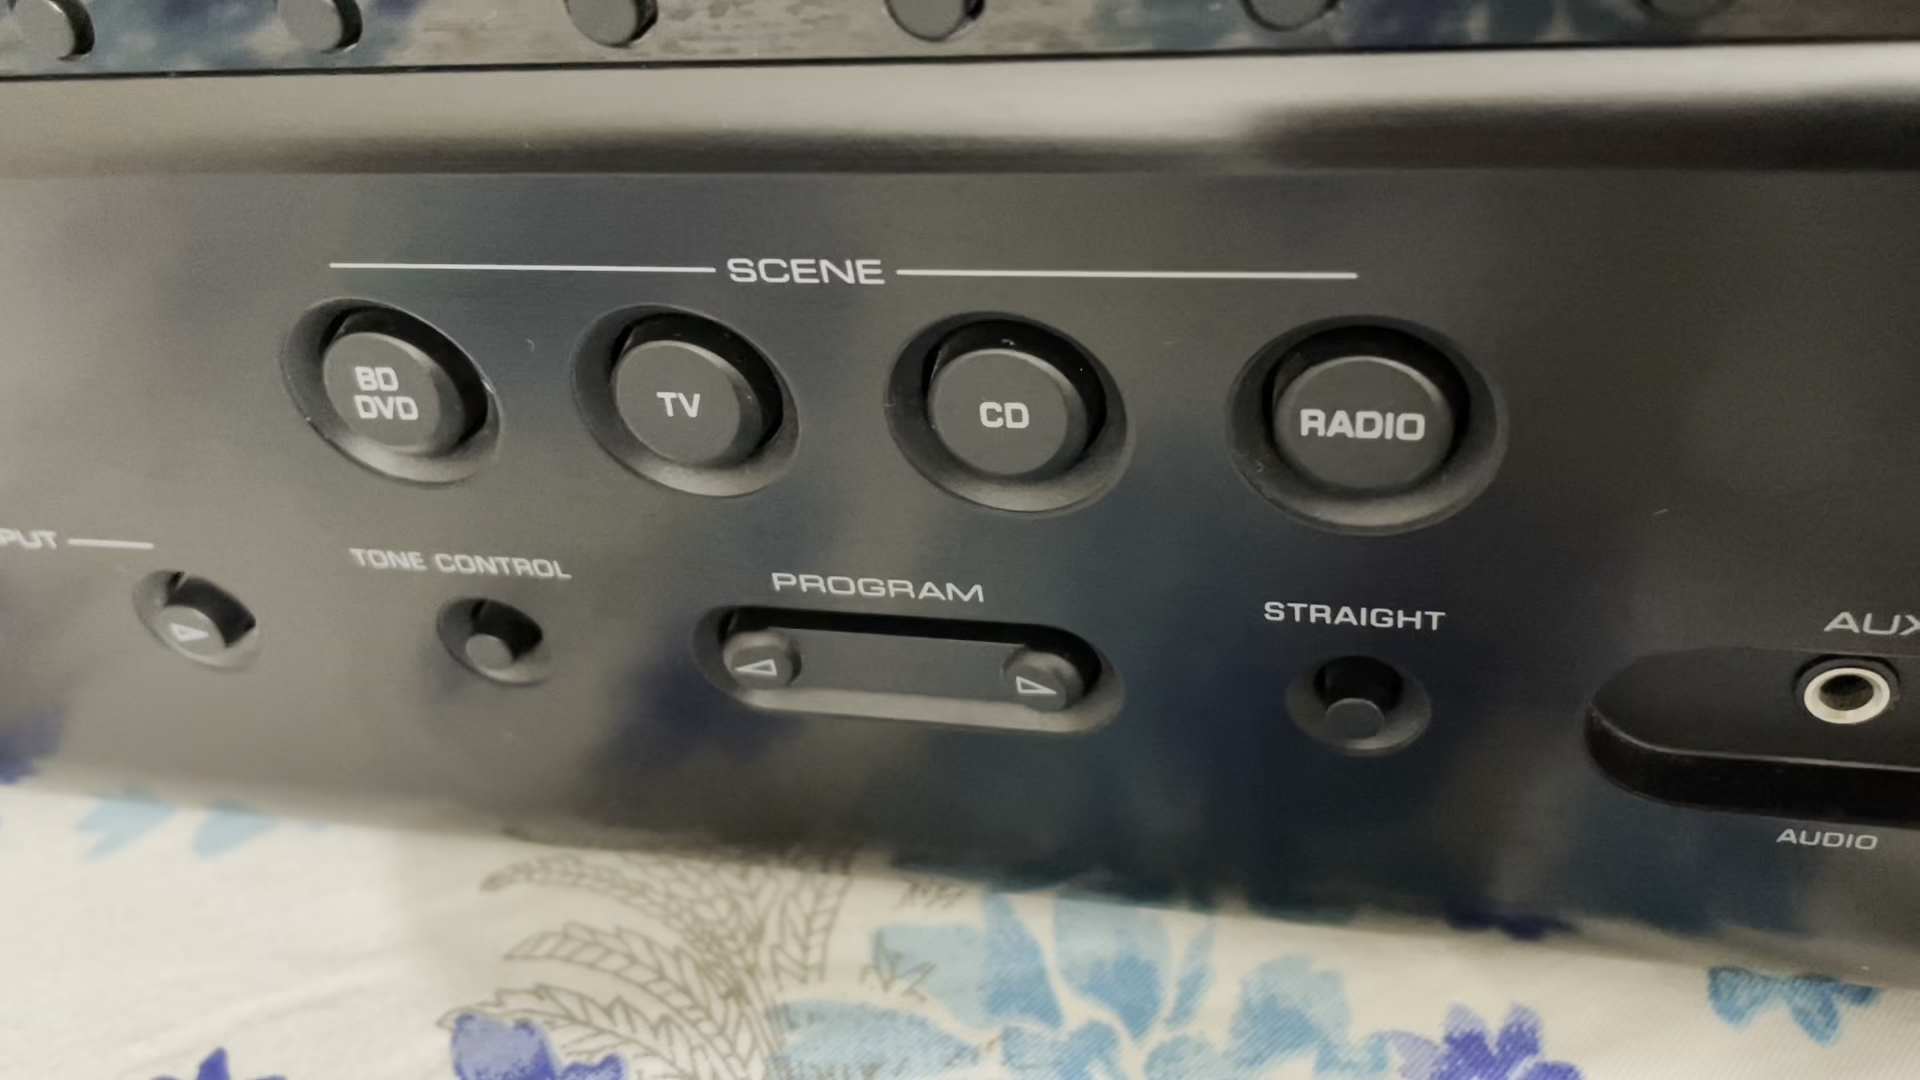 SCENE
BD
DVD
TV
CD
RADIO
TONE CONTROL
PROGRAM
STRAIGHT
AUDIO